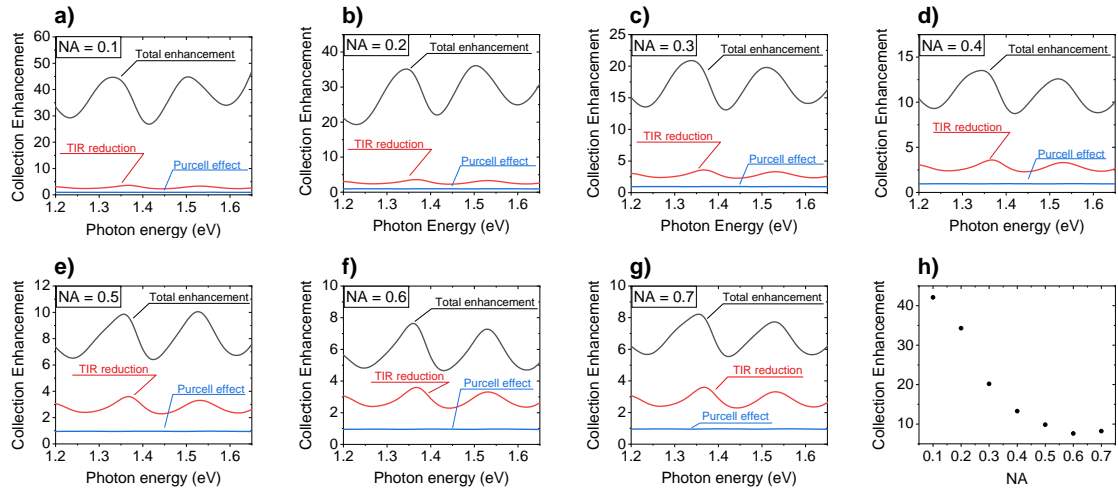 a)
NA = 0.1
Total enhancement
TIR reduction
Purcell effect
Collection Enhancement
60
50
40
30
20
10
0
1.2 1.3 1.4 1.5 1.6
Photon energy (eV)
b)
NA = 0.2
Total enhancement
TIR reduction
Purcell effect
Collection Enhancement
40
30
20
10
0
1.2 1.3 1.4 1.5 1.6
Photon Energy (eV)
c)
NA = 0.3
Total enhancement
TIR reduction
Purcell effect
Collection Enhancement
25
20
15
10
5
0
1.2 1.3 1.4 1.5 1.6
Photon Energy (eV)
d)
NA = 0.4
Total enhancement
TIR reduction
Purcell effect
Collection Enhancement
15
10
5
0
1.2 1.3 1.4 1.5 1.6
Photon energy (eV)
e)
NA = 0.5
Total enhancement
TIR reduction
Purcell effect
Collection Enhancement
12
10
8
6
4
2
0
1.2 1.3 1.4 1.5 1.6
Photon energy (eV)
f)
NA = 0.6
Total enhancement
TIR reduction
Purcell effect
Collection Enhancement
10
8
6
4
2
0
1.2 1.3 1.4 1.5 1.6
Photon energy (eV)
g)
NA = 0.7
Total enhancement
TIR reduction
Purcell effect
Collection Enhancement
10
8
6
4
2
0
1.2 1.3 1.4 1.5 1.6
Photon energy (eV)
h)
Collection Enhancement
40
30
20
10
0.1 0.2 0.3 0.4 0.5 0.6 0.7
NA